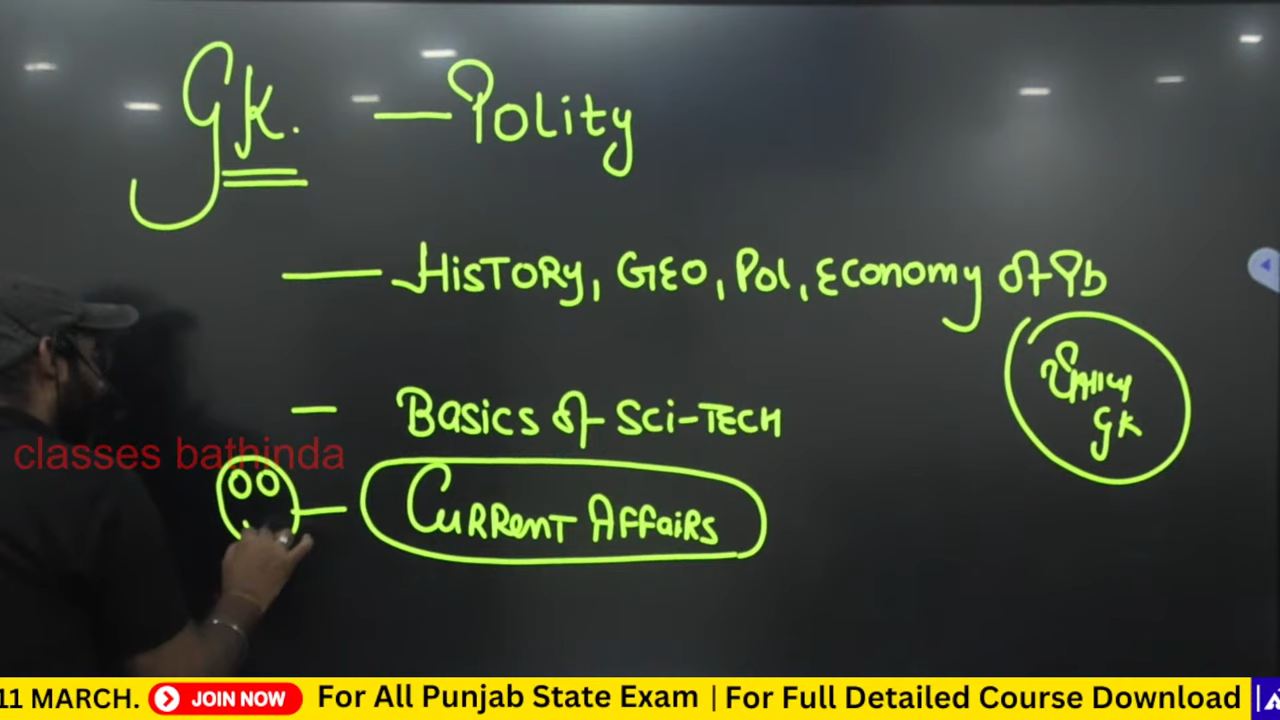 GK. — Polity
— HisTORy, GEO, Pol, Economy of Pb
GK
— Basics of Sci-TECH
classes bathinda
— CuRRenT AffaiRs
11 MARCH. JOIN NOW For All Punjab State Exam | For Full Detailed Course Download